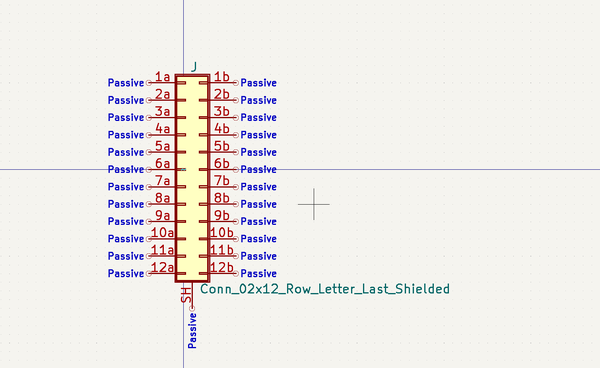 J
Passive 1a 1b Passive
Passive 2a 2b Passive
Passive 3a 3b Passive
Passive 4a 4b Passive
Passive 5a 5b Passive
Passive 6a 6b Passive
Passive 7a 7b Passive
Passive 8a 8b Passive
Passive 9a 9b Passive
Passive 10a 10b Passive
Passive 11a 11b Passive
Passive 12a 12b Passive
SH
Conn_02x12_Row_Letter_Last_Shielded
Passive